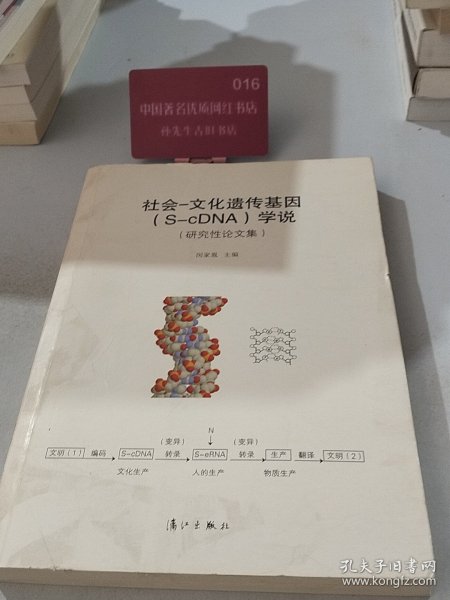 016
中国著名优质网红书店
孙先生古旧书店
社会-文化遗传基因
(S-cDNA)学说
(研究性论文集)
闵家胤 主编
N
(变异) (变异)
文明(1) 编码 S-cDNA 转录 S-eRNA 转录 生产 翻译 文明(2)
文化生产 人的生产 物质生产
漓江出版社
孔夫子旧书网
www.kongfz.com